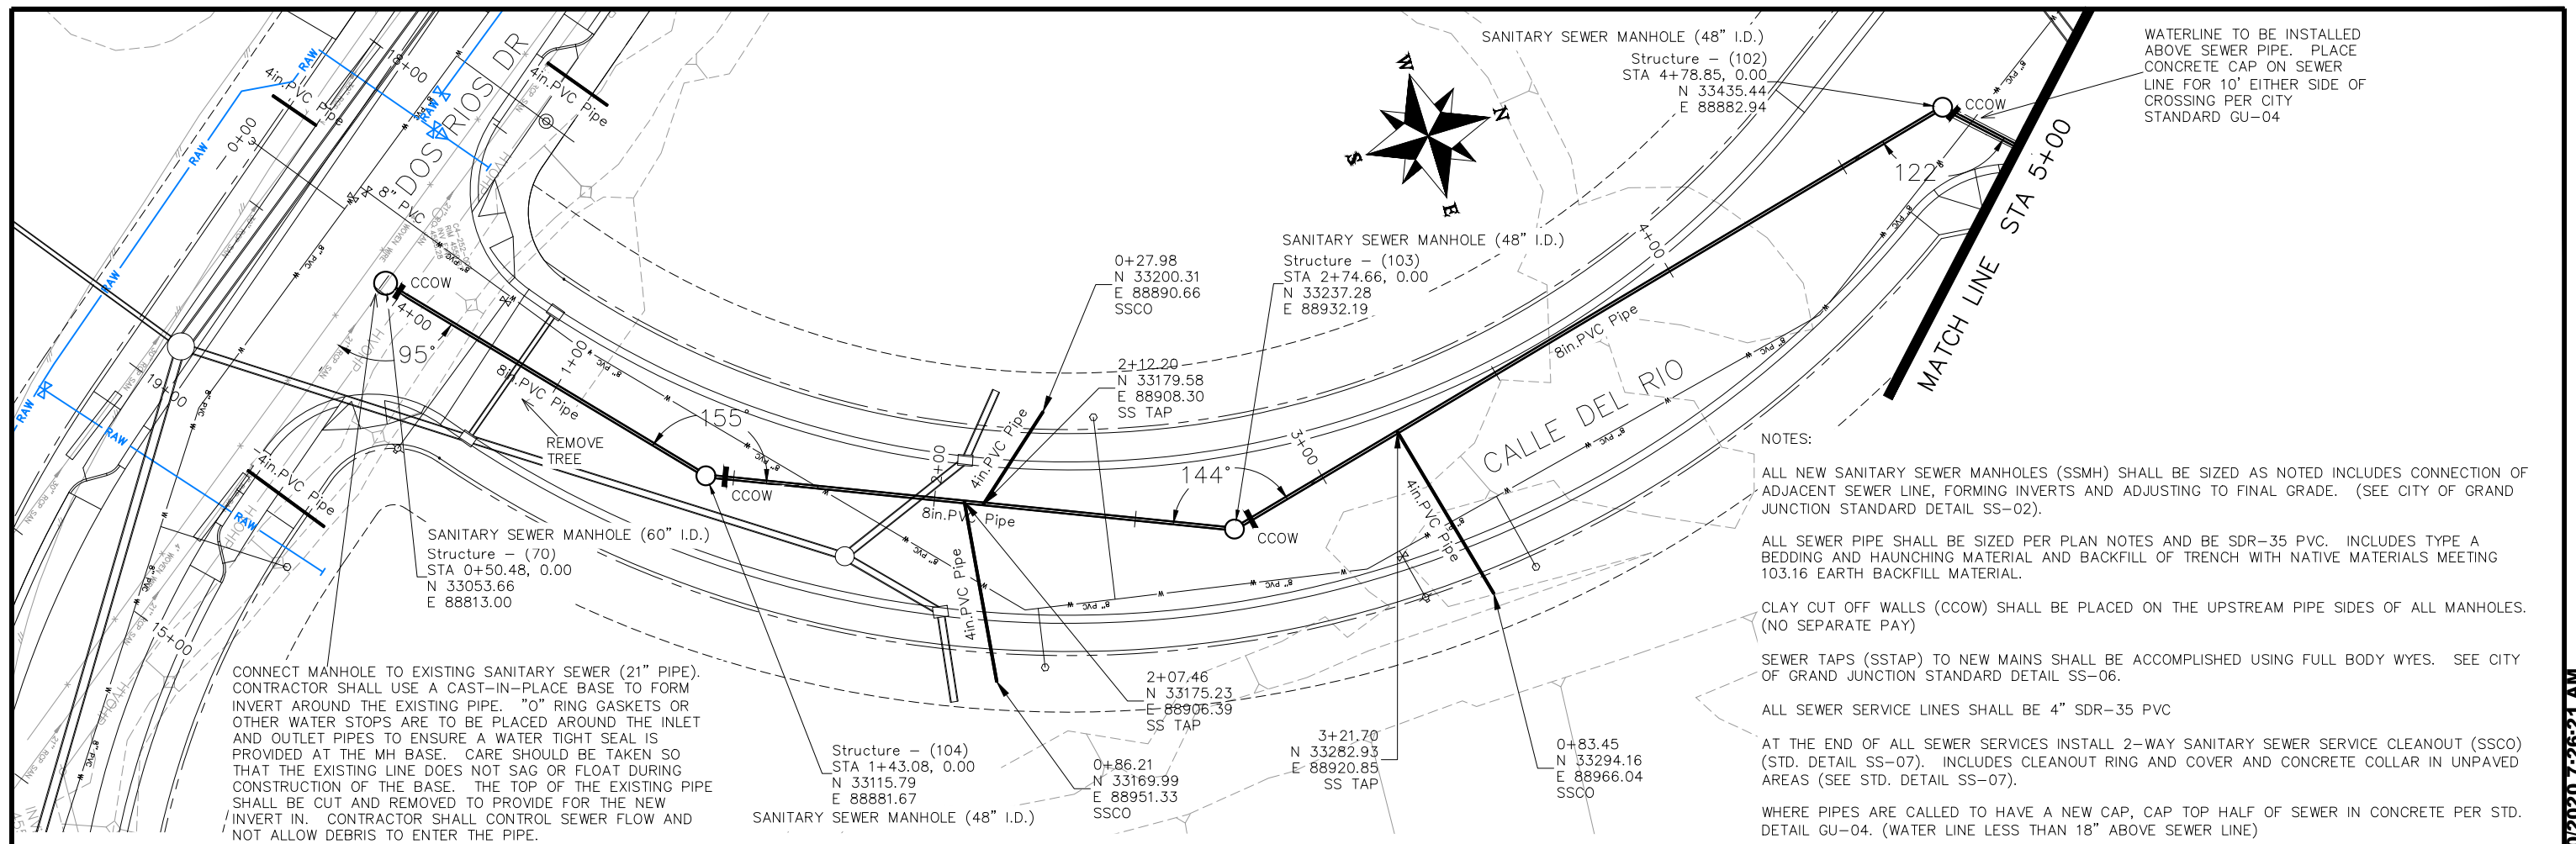 SANITARY SEWER MANHOLE (48" I.D.)
Structure - (102)
STA 4+78.85, 0.00
N 33435.44
E 88882.94
WATERLINE TO BE INSTALLED
ABOVE SEWER PIPE. PLACE
CONCRETE CAP ON SEWER
LINE FOR 10' EITHER SIDE OF
CROSSING PER CITY
STANDARD GU-04
CCOW
122°
MATCH LINE STA 5+00
W
N
S
E
DOS RIOS DR
4in.PVC Pipe
4in.PVC Pipe
18+00
0+00
RAW
RAW
RAW
RAW
RAW
RAW
RAW
8" PVC
CCOW
14+00
95°
8in.PVC Pipe
1+00
REMOVE
TREE
19+00
4in.PVC Pipe
15+00
155°
CCOW
2+00
8in.PVC Pipe
4in.PVC Pipe
4in.PVC Pipe
144°
CCOW
3+00
8in.PVC Pipe
4+00
4in.PVC Pipe
CALLE DEL RIO
0+27.98
N 33200.31
E 88890.66
SSCO
2+12.20
N 33179.58
E 88908.30
SS TAP
SANITARY SEWER MANHOLE (48" I.D.)
Structure - (103)
STA 2+74.66, 0.00
N 33237.28
E 88932.19
SANITARY SEWER MANHOLE (60" I.D.)
Structure - (70)
STA 0+50.48, 0.00
N 33053.66
E 88813.00
CONNECT MANHOLE TO EXISTING SANITARY SEWER (21" PIPE).
CONTRACTOR SHALL USE A CAST-IN-PLACE BASE TO FORM
INVERT AROUND THE EXISTING PIPE. "O" RING GASKETS OR
OTHER WATER STOPS ARE TO BE PLACED AROUND THE INLET
AND OUTLET PIPES TO ENSURE A WATER TIGHT SEAL IS
PROVIDED AT THE MH BASE. CARE SHOULD BE TAKEN SO
THAT THE EXISTING LINE DOES NOT SAG OR FLOAT DURING
CONSTRUCTION OF THE BASE. THE TOP OF THE EXISTING PIPE
SHALL BE CUT AND REMOVED TO PROVIDE FOR THE NEW
INVERT IN. CONTRACTOR SHALL CONTROL SEWER FLOW AND
NOT ALLOW DEBRIS TO ENTER THE PIPE.
Structure - (104)
STA 1+43.08, 0.00
N 33115.79
E 88881.67
SANITARY SEWER MANHOLE (48" I.D.)
2+07.46
N 33175.23
E 88906.39
SS TAP
0+86.21
N 33169.99
E 88951.33
SSCO
3+21.70
N 33282.93
E 88920.85
SS TAP
0+83.45
N 33294.16
E 88966.04
SSCO
NOTES:
ALL NEW SANITARY SEWER MANHOLES (SSMH) SHALL BE SIZED AS NOTED INCLUDES CONNECTION OF
ADJACENT SEWER LINE, FORMING INVERTS AND ADJUSTING TO FINAL GRADE. (SEE CITY OF GRAND
JUNCTION STANDARD DETAIL SS-02).
ALL SEWER PIPE SHALL BE SIZED PER PLAN NOTES AND BE SDR-35 PVC. INCLUDES TYPE A
BEDDING AND HAUNCHING MATERIAL AND BACKFILL OF TRENCH WITH NATIVE MATERIALS MEETING
103.16 EARTH BACKFILL MATERIAL.
CLAY CUT OFF WALLS (CCOW) SHALL BE PLACED ON THE UPSTREAM PIPE SIDES OF ALL MANHOLES.
(NO SEPARATE PAY)
SEWER TAPS (SSTAP) TO NEW MAINS SHALL BE ACCOMPLISHED USING FULL BODY WYES. SEE CITY
OF GRAND JUNCTION STANDARD DETAIL SS-06.
ALL SEWER SERVICE LINES SHALL BE 4" SDR-35 PVC
AT THE END OF ALL SEWER SERVICES INSTALL 2-WAY SANITARY SEWER SERVICE CLEANOUT (SSCO)
(STD. DETAIL SS-07). INCLUDES CLEANOUT RING AND COVER AND CONCRETE COLLAR IN UNPAVED
AREAS (SEE STD. DETAIL SS-07).
WHERE PIPES ARE CALLED TO HAVE A NEW CAP, CAP TOP HALF OF SEWER IN CONCRETE PER STD.
DETAIL GU-04. (WATER LINE LESS THAN 18" ABOVE SEWER LINE)
7:26:21 AM